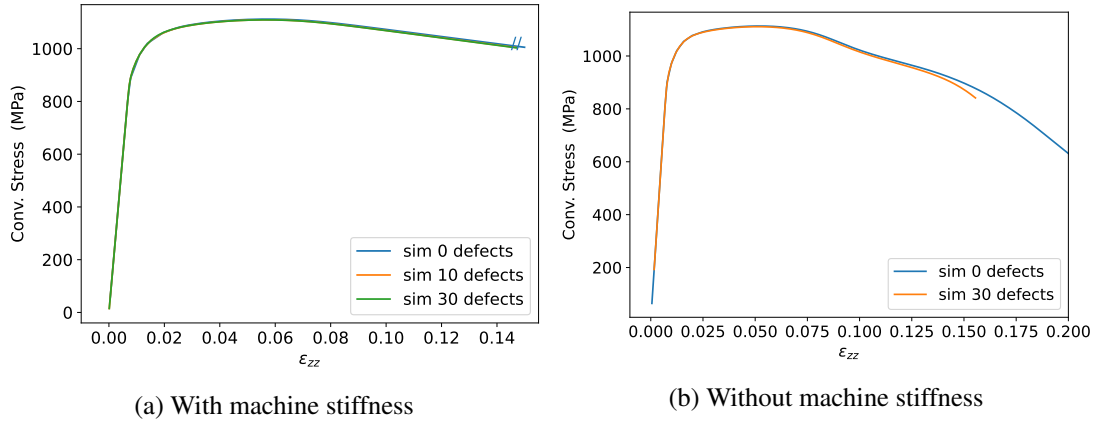 1000
800
600
400
200
0
Conv. Stress (MPa)
0.00 0.02 0.04 0.06 0.08 0.10 0.12 0.14
ε_zz
sim 0 defects
sim 10 defects
sim 30 defects
(a) With machine stiffness
1000
800
600
400
200
Conv. Stress (MPa)
0.000 0.025 0.050 0.075 0.100 0.125 0.150 0.175 0.200
ε_zz
sim 0 defects
sim 30 defects
(b) Without machine stiffness